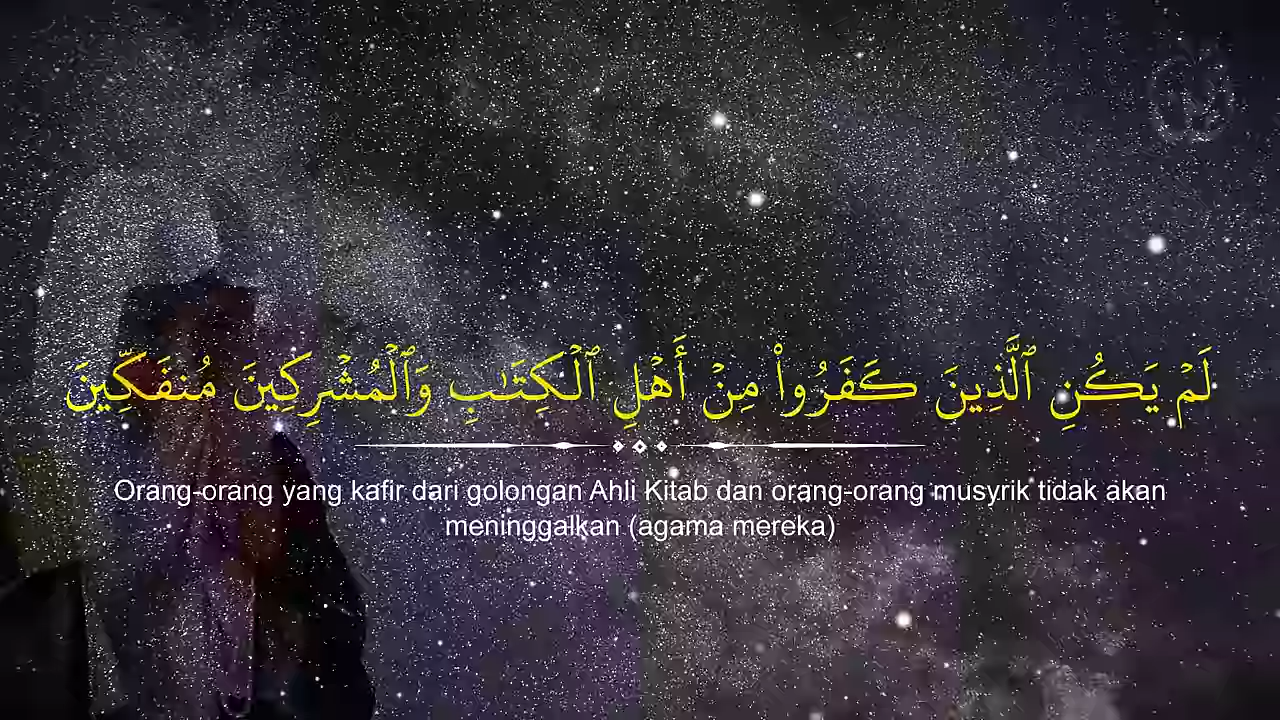 لَمۡ يَكُنِ ٱلَّذِينَ كَفَرُواْ مِنۡ أَهۡلِ ٱلۡكِتَٰبِ وَٱلۡمُشۡرِكِينَ مُنفَكِّينَ
Orang-orang yang kafir dari golongan Ahli Kitab dan orang-orang musyrik tidak akan
meninggalkan (agama mereka)